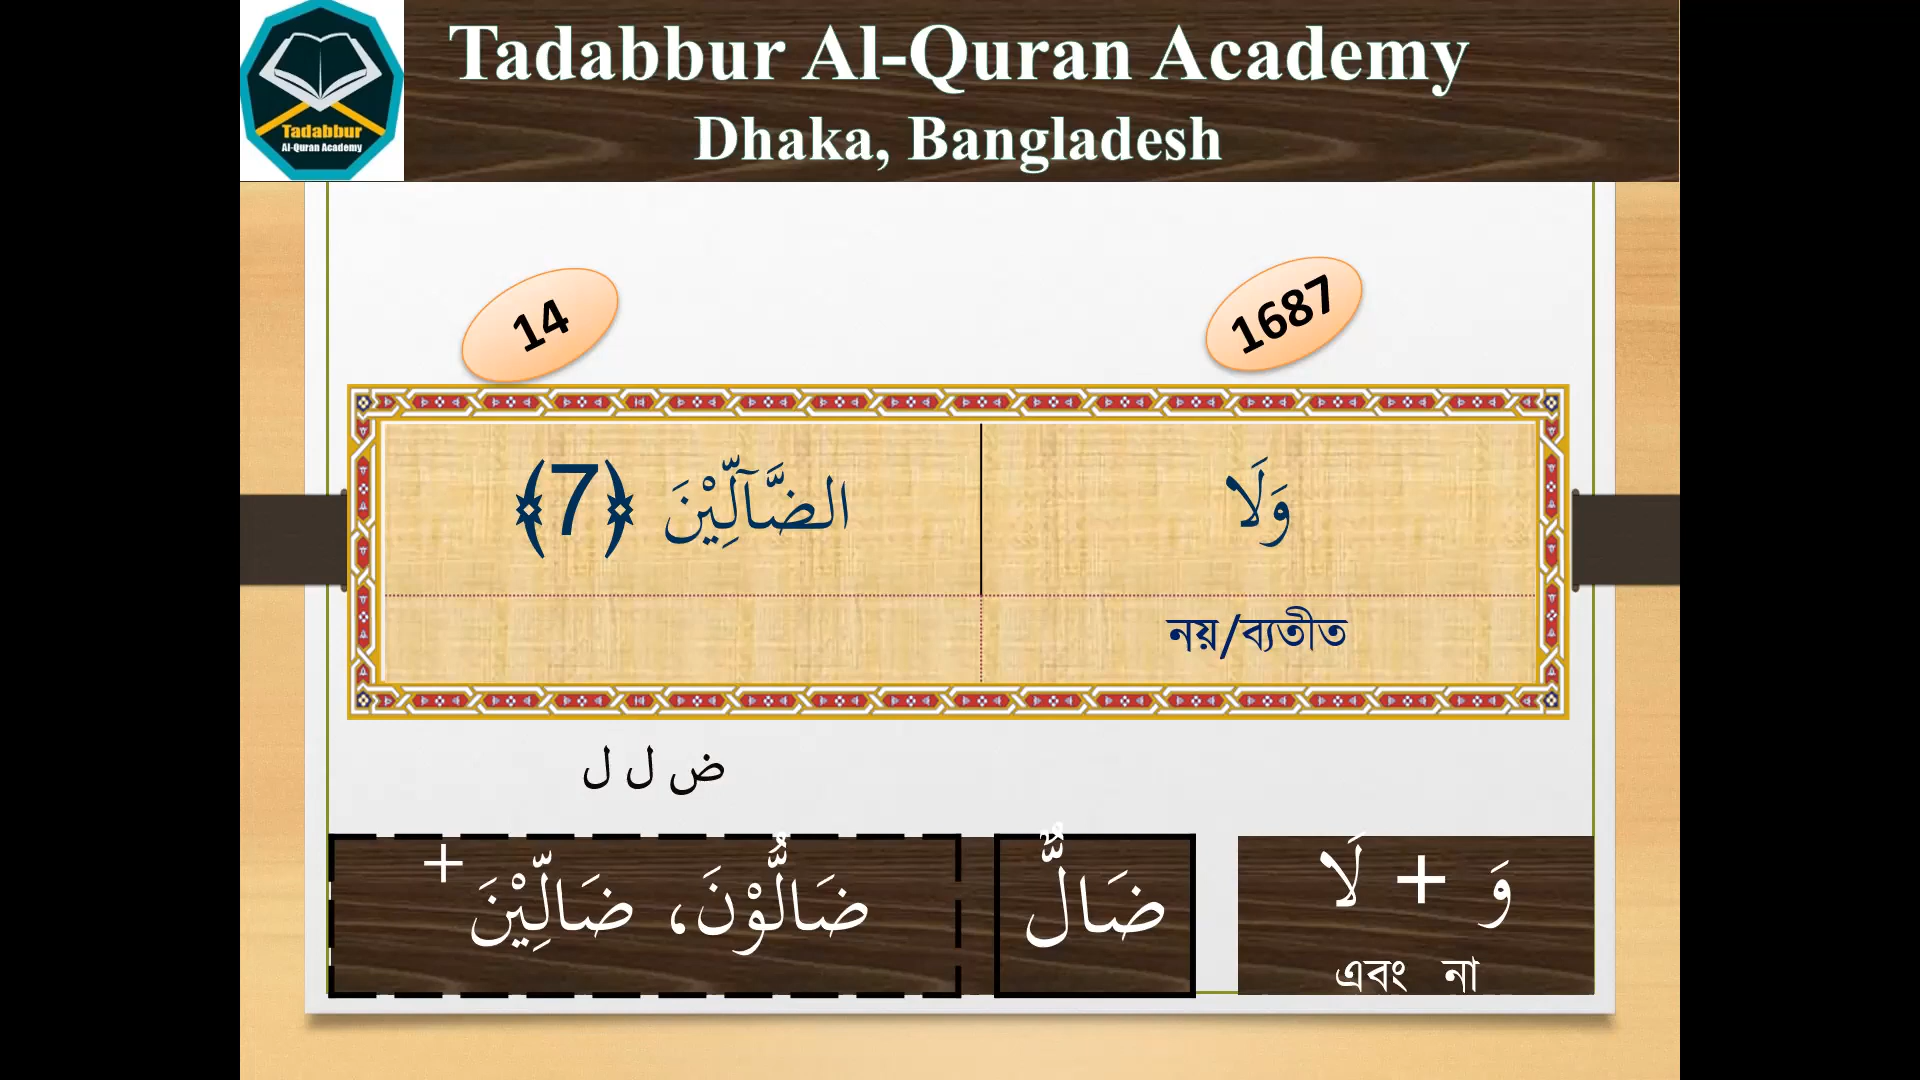 Tadabbur Al-Quran Academy
Dhaka, Bangladesh
Tadabbur
Al-Quran Academy
14
1687
وَلَا
الضَّآلِّيْنَ ﴿7﴾
নয়/ব্যতীত
ض ل ل
وَ + لَا
এবং না
ضَالٌّ
ضَالُّوْنَ، ضَالِّيْنَ +